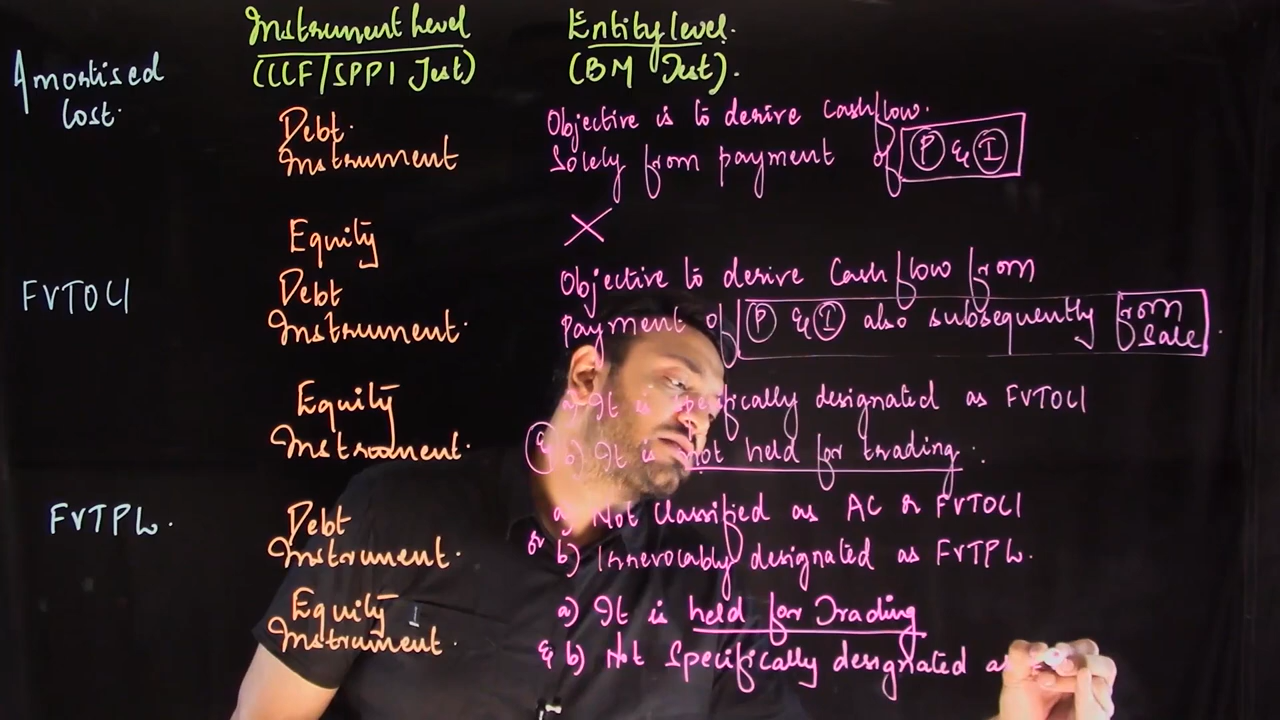 Instrument Level
Entity level.
Amortised
Cost.
(CCF/SPPI Test)
(BM Test).
Debt.
Instrument
Objective is to derive Cashflow.
Solely from payment of P & I
Equity
FVTOCI
Debt
Instrument.
Objective to derive Cash flow from
payment of P & I also subsequently from
Sale.
Equity
Instrument.
a) It is specifically designated as FVTOCI
& b) It is not held for trading.
FVTPL.
Debt
Instrument.
a) Not Classified as AC or FVTOCI
or b) Irrevocably designated as FVTPL.
Equity
Instrument.
a) It is held for Trading
& b) Not Specifically designated as